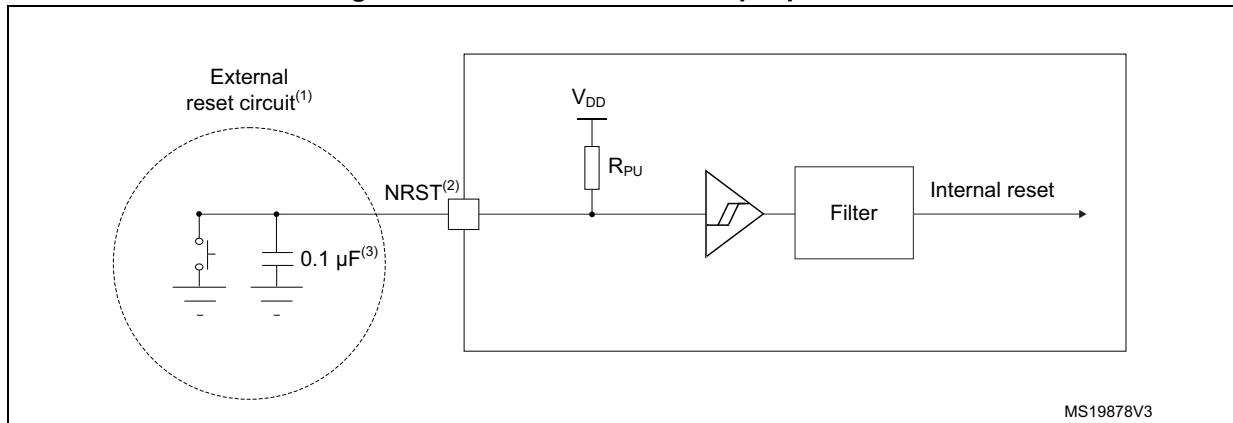 External
reset circuit(1)
VDD
RPU
NRST(2)
Internal reset
Filter
0.1 μF(3)
MS19878V3